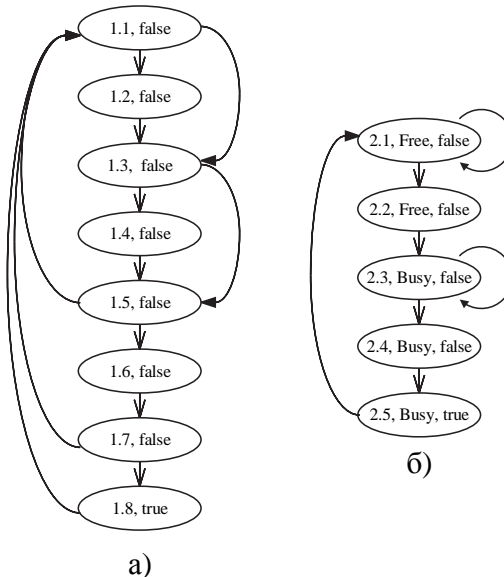 1.1, false
1.2, false
1.3, false
1.4, false
1.5, false
1.6, false
1.7, false
1.8, true
а)
2.1, Free, false
2.2, Free, false
2.3, Busy, false
2.4, Busy, false
2.5, Busy, true
б)